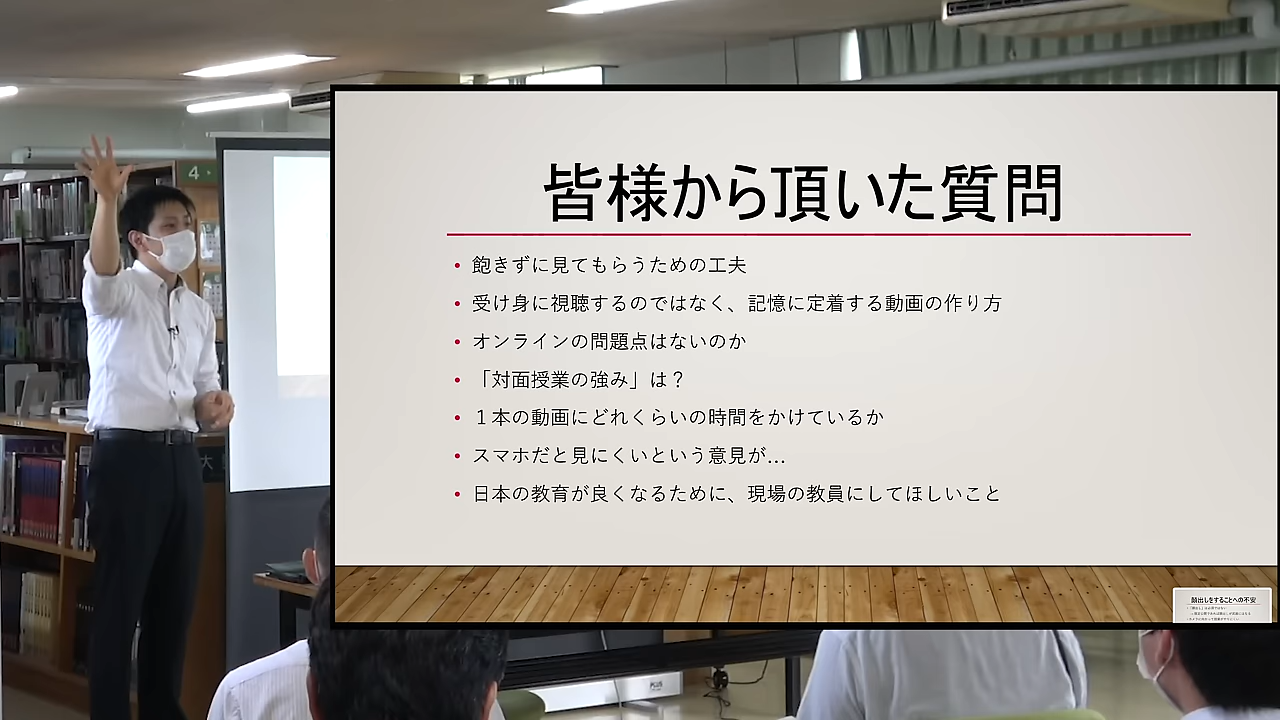 4
皆様から頂いた質問
• 飽きずに見てもらうための工夫
• 受け身に視聴するのではなく、記憶に定着する動画の作り方
• オンラインの問題点はないのか
• 「対面授業の強み」は？
• １本の動画にどれくらいの時間をかけているか
• スマホだと見にくいという意見が…
• 日本の教育が良くなるために、現場の教員にしてほしいこと
大
顔出しをすることへの不安
PLUS